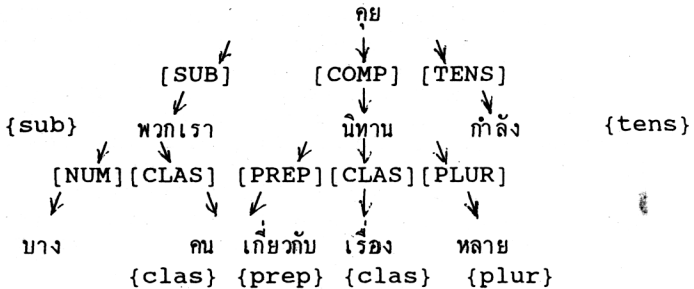 คุย
[SUB] [COMP] [TENS]
{sub} พวกเรา นิทาน กำลัง {tens}
[NUM][CLAS] [PREP][CLAS][PLUR]
บาง คน เกี่ยวกับ เรื่อง หลาย
{clas} {prep} {clas} {plur}